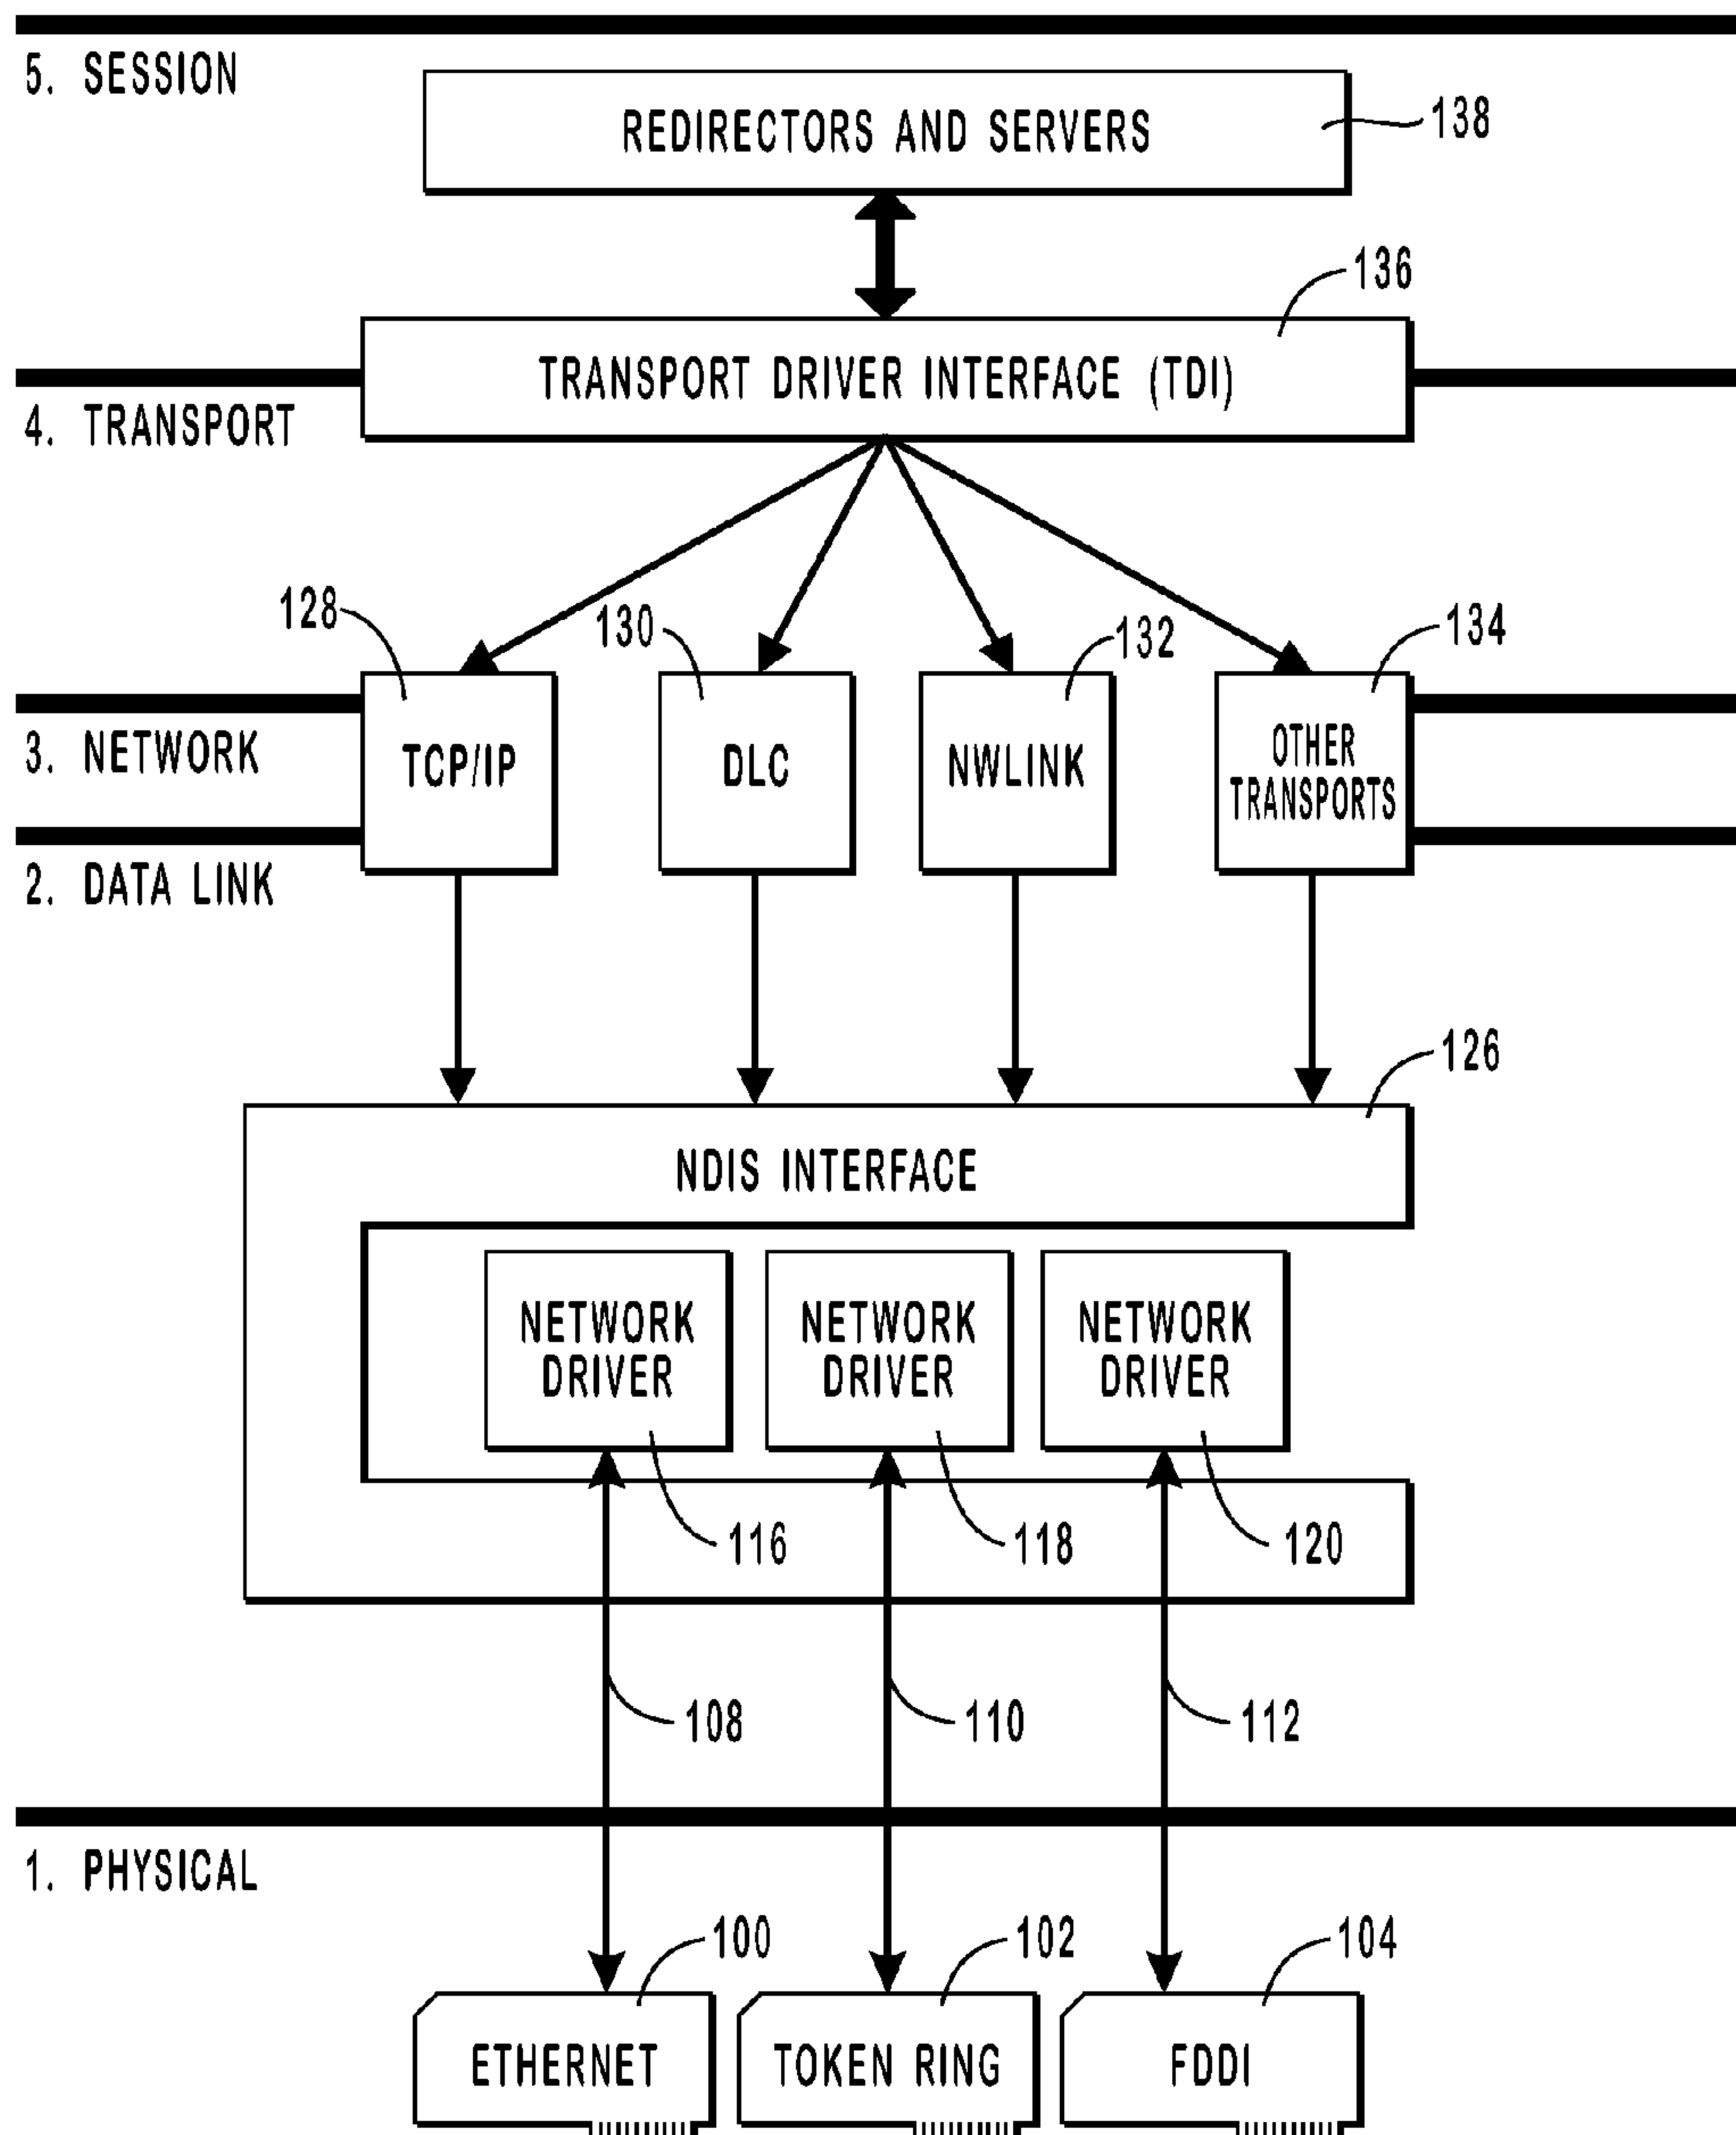 5. SESSION
REDIRECTORS AND SERVERS
138
136
TRANSPORT DRIVER INTERFACE (TDI)
4. TRANSPORT
128
130
132
134
3. NETWORK
TCP/IP
DLC
NWLINK
OTHER
TRANSPORTS
2. DATA LINK
126
NDIS INTERFACE
NETWORK
DRIVER
NETWORK
DRIVER
NETWORK
DRIVER
116
118
120
108
110
112
1. PHYSICAL
100
102
104
ETHERNET
TOKEN RING
FDDI